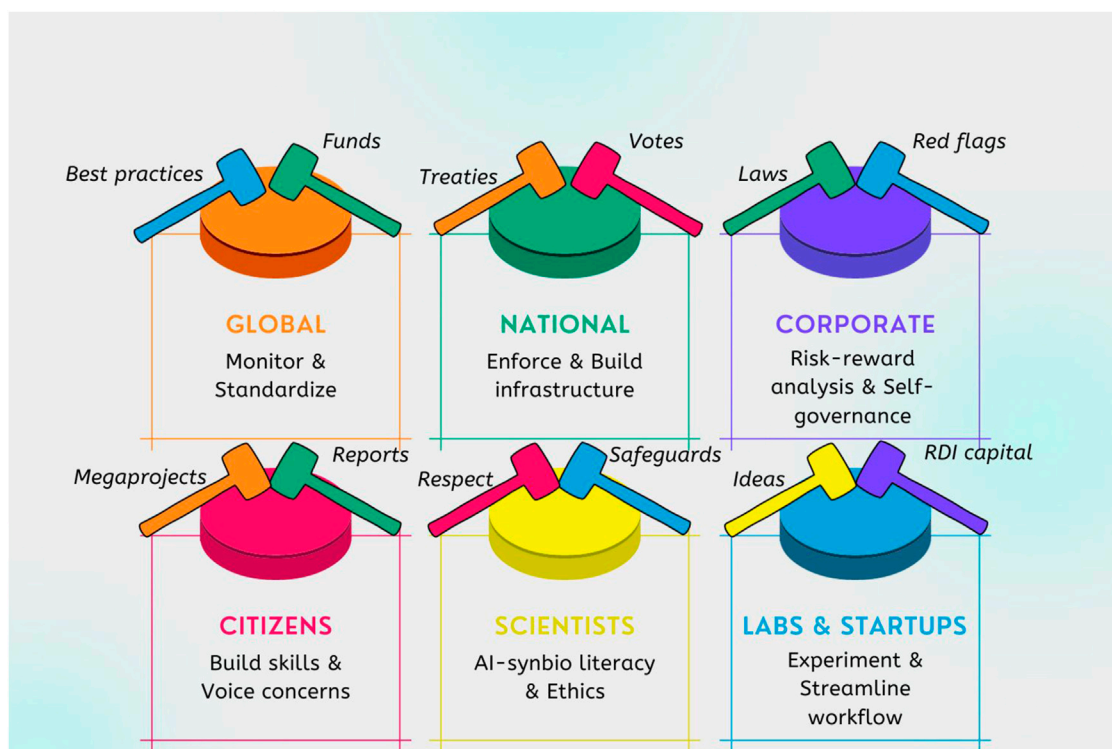 Best practices
Funds
Treaties
Votes
Laws
Red flags
GLOBAL
Monitor &
Standardize
NATIONAL
Enforce & Build
infrastructure
CORPORATE
Risk-reward
analysis & Self-
governance
Megaprojects
Reports
Respect
Safeguards
Ideas
RDI capital
CITIZENS
Build skills &
Voice concerns
SCIENTISTS
AI-synbio literacy
& Ethics
LABS & STARTUPS
Experiment &
Streamline
workflow